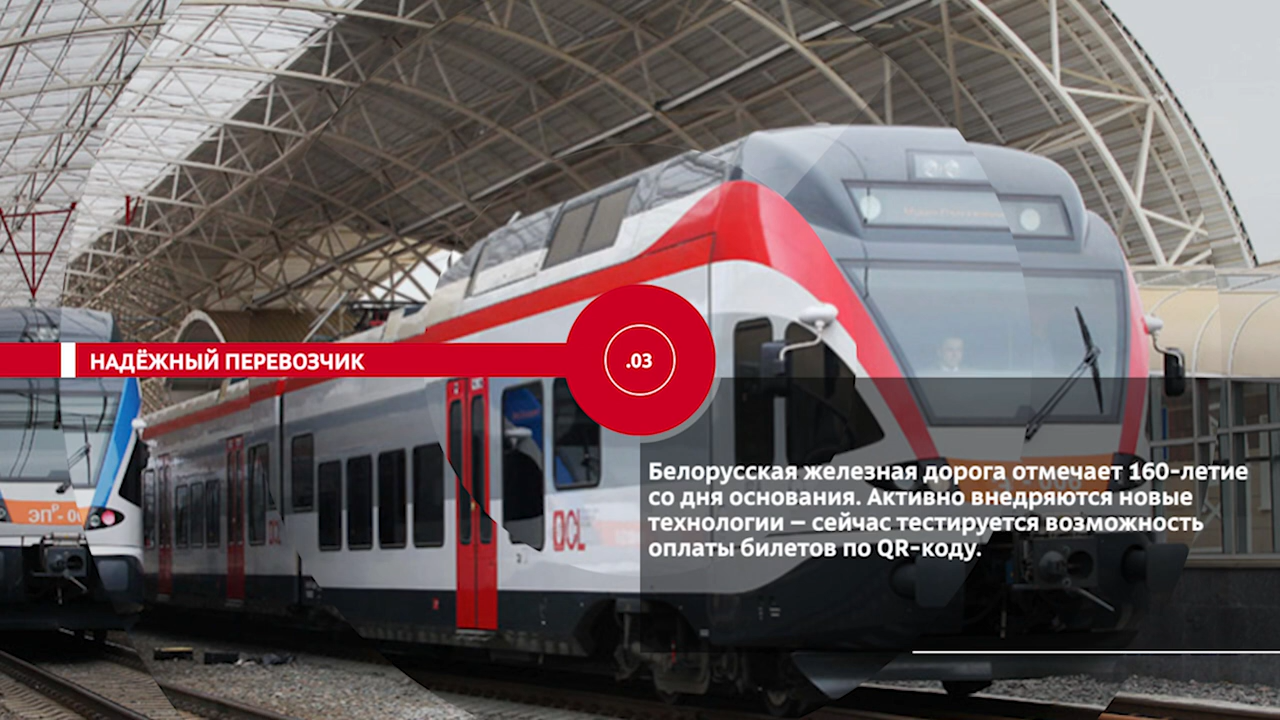 НАДЁЖНЫЙ ПЕРЕВОЗЧИК
.03
Белорусская железная дорога отмечает 160-летие
со дня основания. Активно внедряются новые
технологии – сейчас тестируется возможность
оплаты билетов по QR-коду.